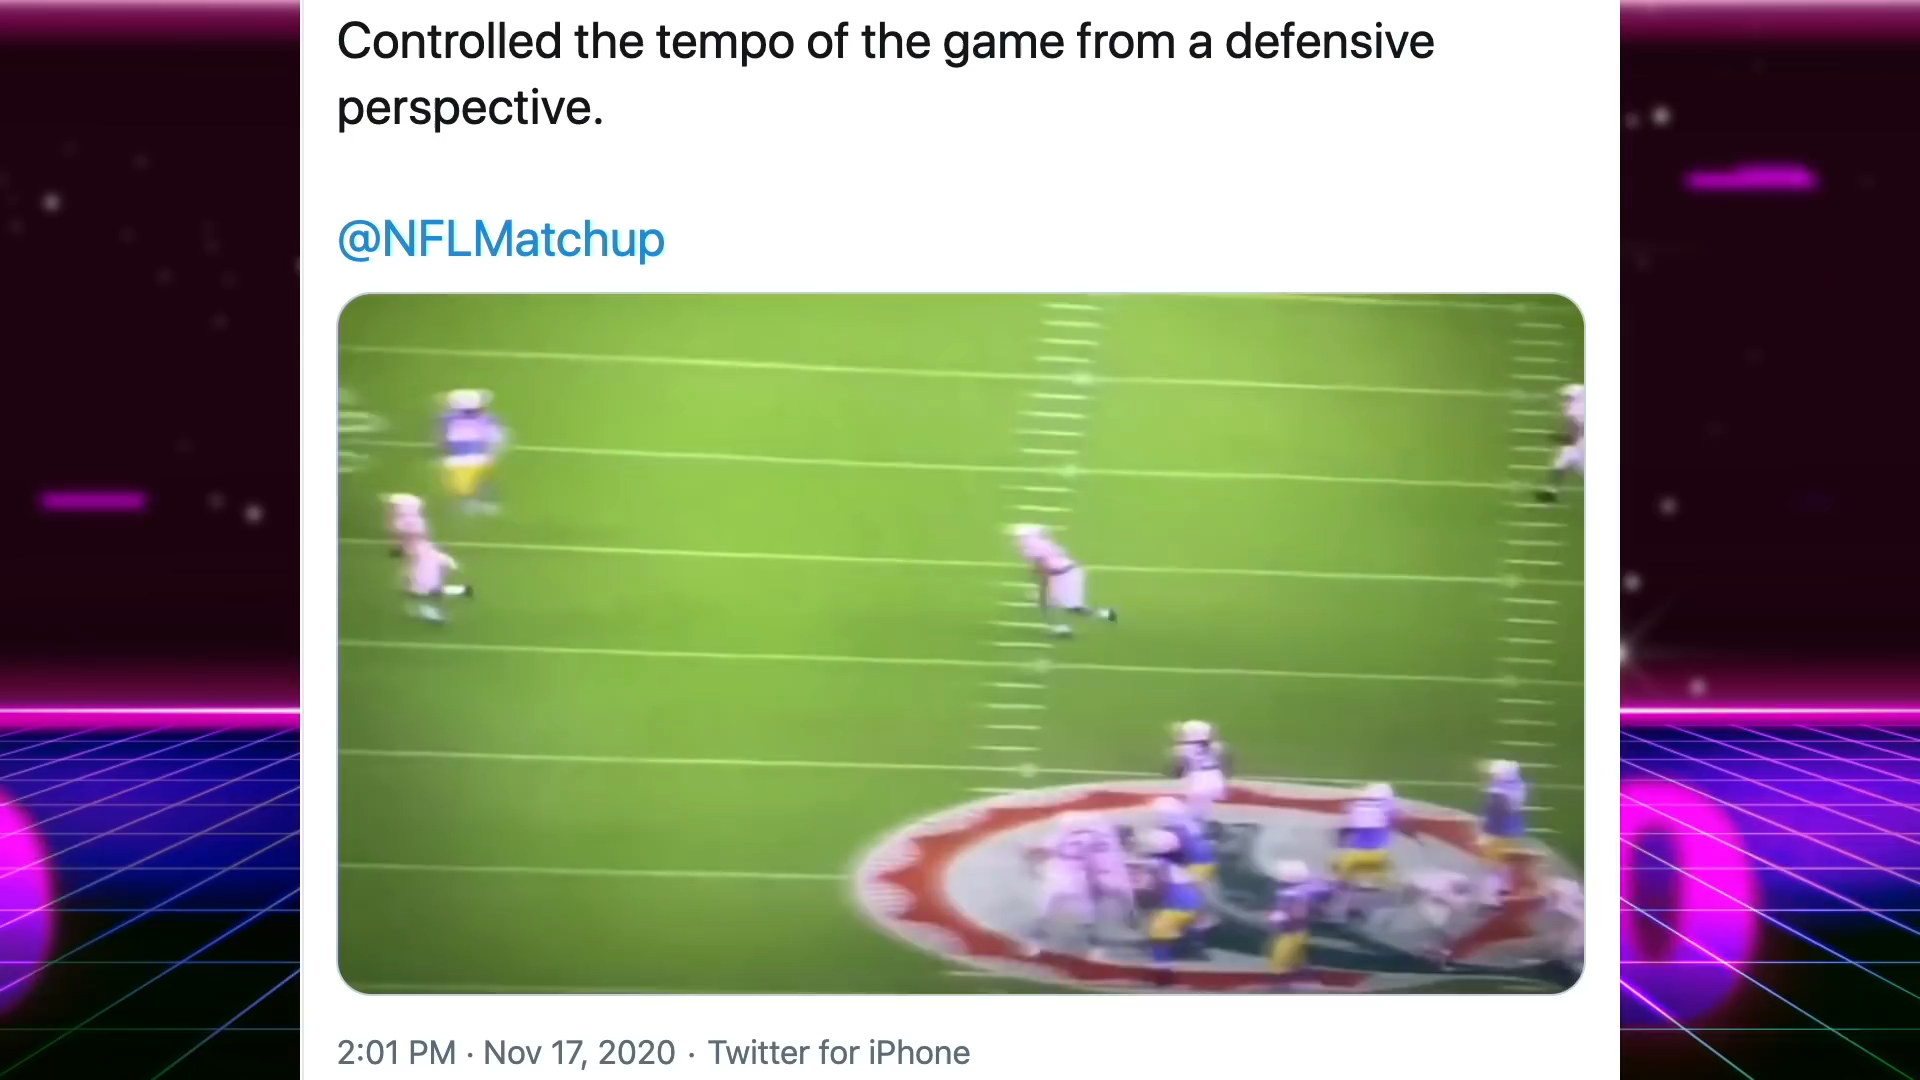 Controlled the tempo of the game from a defensive
perspective.
@NFLMatchup
2:01 PM · Nov 17, 2020 · Twitter for iPhone